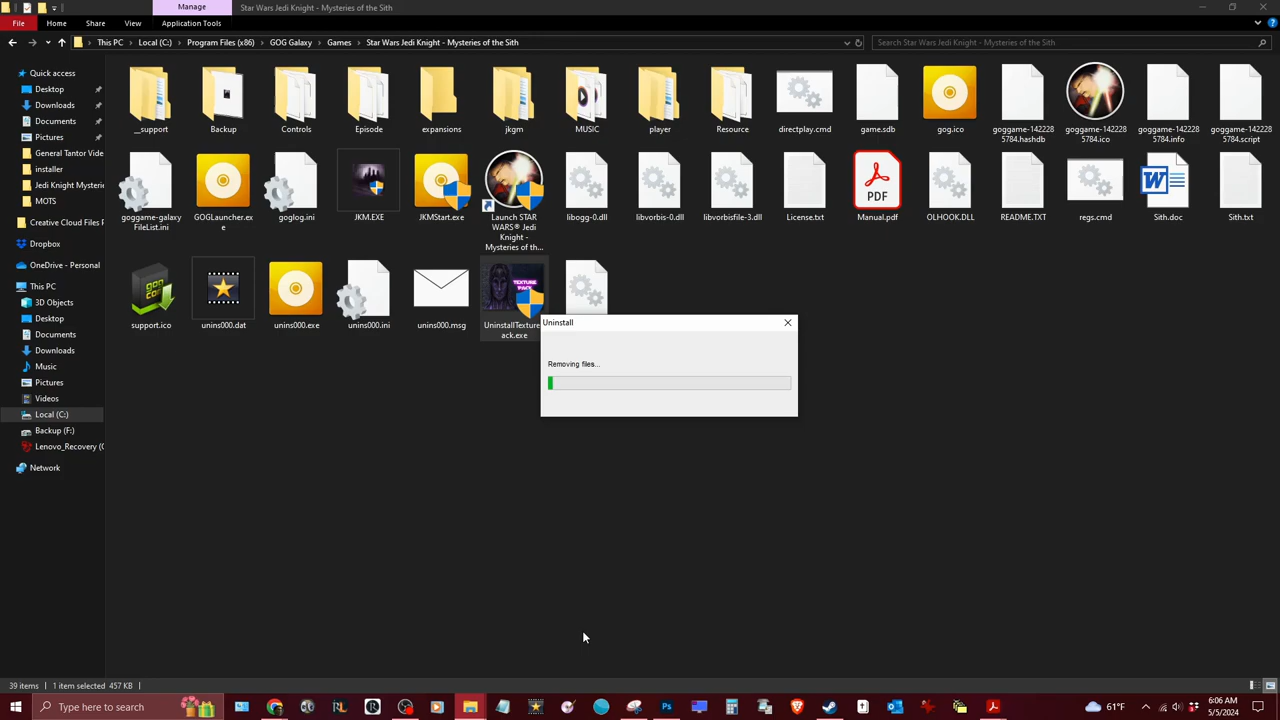 Manage
Star Wars Jedi Knight - Mysteries of the Sith
File
Home
Share
View
Application Tools
This PC
Local (C:)
Program Files (x86)
GOG Galaxy
Games
Star Wars Jedi Knight - Mysteries of the Sith
Search Star Wars Jedi Knight - Mysteries of the Sith
Quick access
Desktop
Downloads
Documents
Pictures
General Tantor Vide
installer
Jedi Knight Mysterie
MOTS
Creative Cloud Files P
Dropbox
OneDrive - Personal
This PC
3D Objects
Desktop
Documents
Downloads
Music
Pictures
Videos
Local (C:)
Backup (F:)
Lenovo_Recovery (
Network
__support
Backup
Controls
Episode
expansions
jkgm
MUSIC
player
Resource
directplay.cmd
game.sdb
gog.ico
goggame-142228
5784.hashdb
goggame-142228
5784.ico
goggame-142228
5784.info
goggame-142228
5784.script
goggame-galaxy
FileList.ini
GOGLauncher.ex
e
goglog.ini
JKM.EXE
JKMStart.exe
Launch STAR
WARS® Jedi
Knight -
Mysteries of th...
libogg-0.dll
libvorbis-0.dll
libvorbisfile-3.dll
License.txt
PDF
Manual.pdf
OLHOOK.DLL
README.TXT
regs.cmd
Sith.doc
Sith.txt
support.ico
unins000.dat
unins000.exe
unins000.ini
unins000.msg
TEXTURE
PACK
UninstallTexture
ack.exe
Uninstall
Removing files...
39 items
1 item selected 457 KB
Type here to search
61°F
6:06 AM
5/5/2024